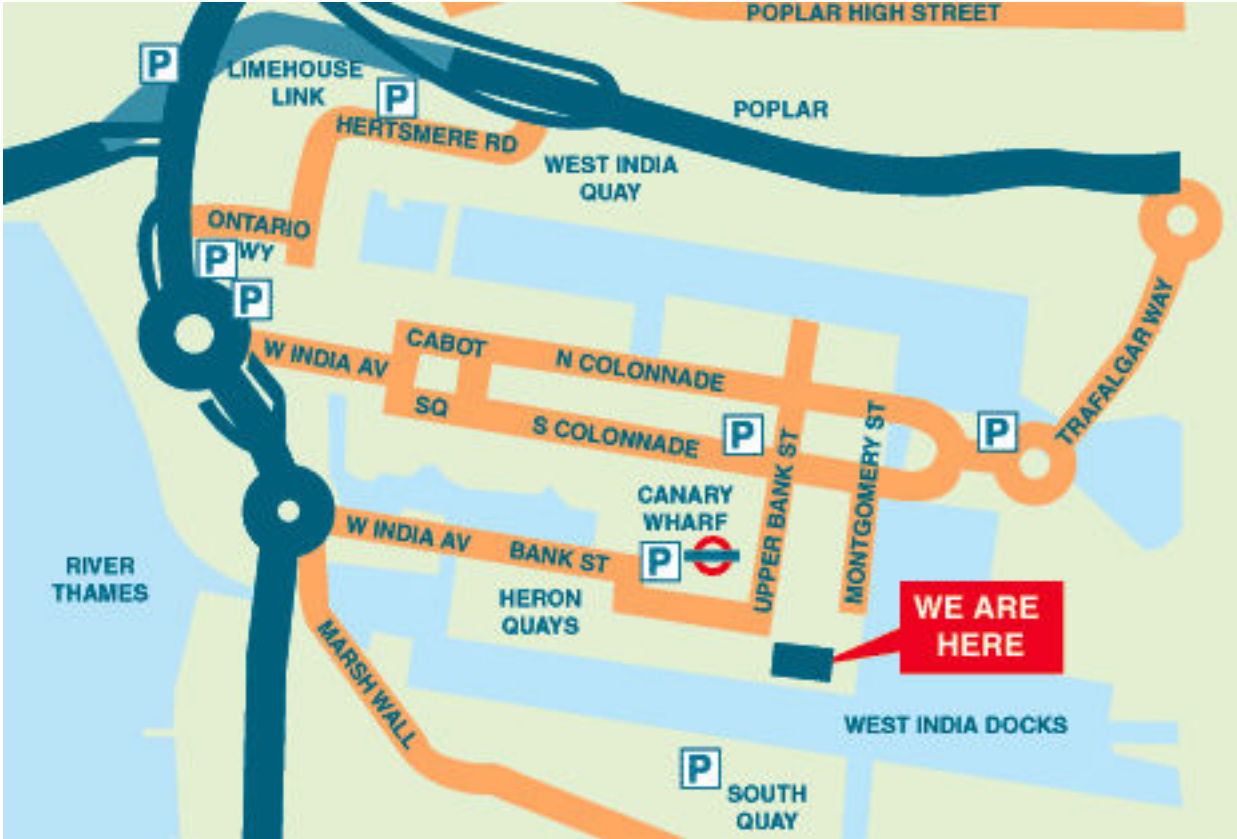 POPLAR HIGH STREET
P
LIMEHOUSE
LINK
P
POPLAR
HERTSMERE RD
WEST INDIA
QUAY
ONTARIO
WY
P
P
W INDIA AV
CABOT
SQ
N COLONNADE
S COLONNADE
P
UPPER BANK ST
MONTGOMERY ST
P
TRAFALGAR WAY
CANARY
WHARF
P
W INDIA AV
BANK ST
HERON
QUAYS
RIVER
THAMES
MARSH WALL
WE ARE
HERE
WEST INDIA DOCKS
P
SOUTH
QUAY